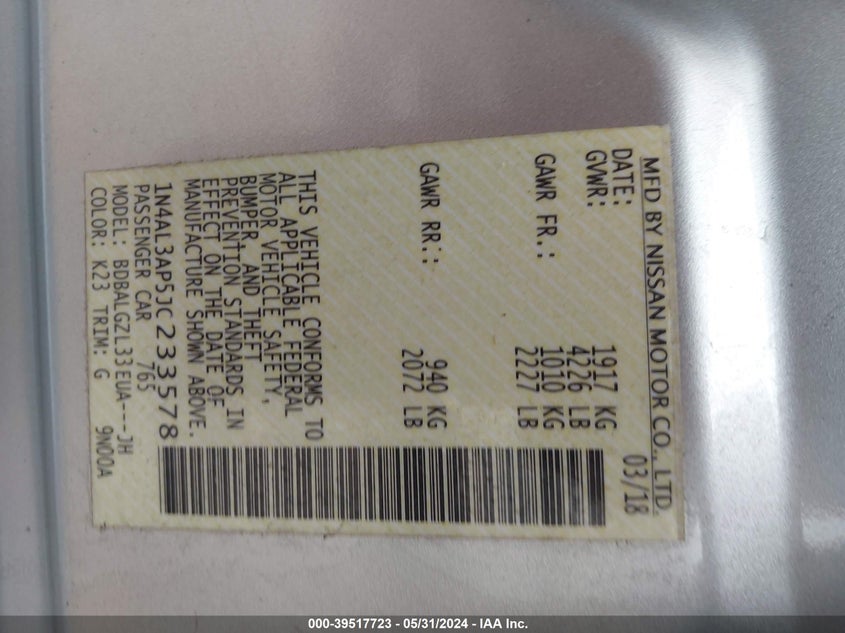 MFD BY NISSAN MOTOR CO., LTD.
DATE: 03/18
GVWR: 1917 KG
4226 LB
GAWR FR.: 1010 KG
2227 LB
GAWR RR.: 940 KG
2072 LB
THIS VEHICLE CONFORMS TO
ALL APPLICABLE FEDERAL
MOTOR VEHICLE SAFETY,
BUMPER, AND THEFT
PREVENTION STANDARDS IN
EFFECT ON THE DATE OF
MANUFACTURE SHOWN ABOVE.
1N4AL3AP5JC233578
PASSENGER CAR 765
MODEL: BDBALGZL33EUA---JH
COLOR: K23 TRIM: G 9N00A
000-39517723 - 05/31/2024 - IAA Inc.